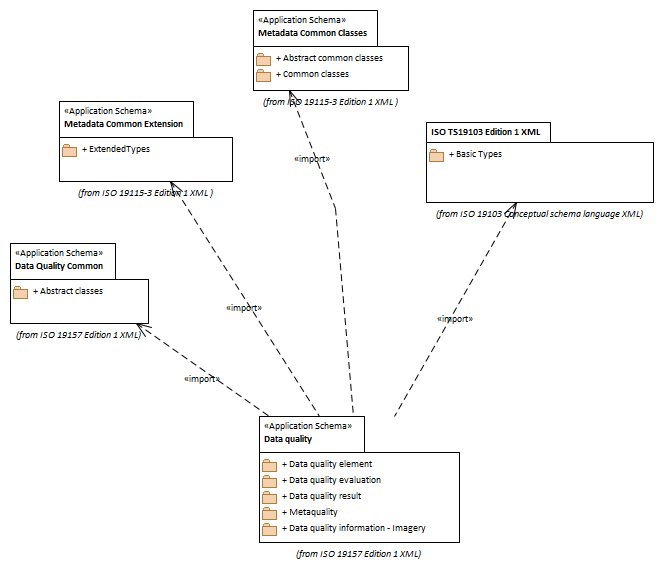 «Application Schema»
Metadata Common Classes
+ Abstract common classes
+ Common classes
(from ISO 19115-3 Edition 1 XML )
«Application Schema»
Metadata Common Extension
+ ExtendedTypes
(from ISO 19115-3 Edition 1 XML )
ISO TS19103 Edition 1 XML
+ Basic Types
(from ISO 19103 Conceptual schema language XML)
«Application Schema»
Data Quality Common
+ Abstract classes
(from ISO 19157 Edition 1 XML)
«import»
«import»
«import»
«import»
«Application Schema»
Data quality
+ Data quality element
+ Data quality evaluation
+ Data quality result
+ Metaquality
+ Data quality information - Imagery
(from ISO 19157 Edition 1 XML)